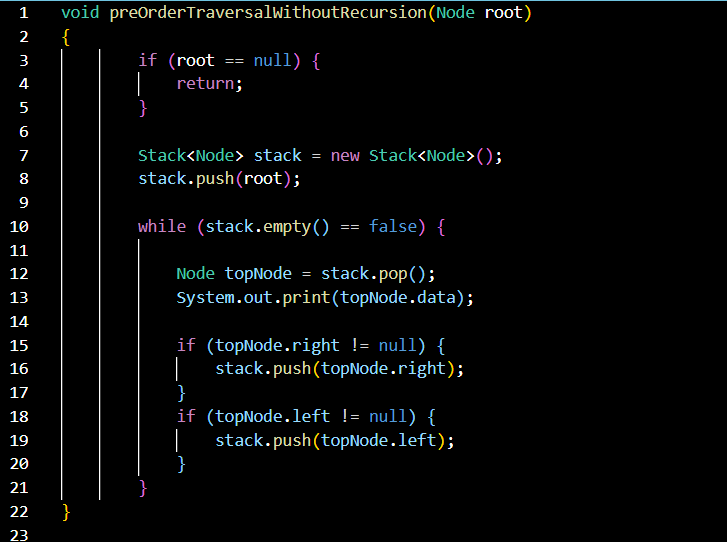 1 void preOrderTraversalWithoutRecursion(Node root)
2 {
3 if (root == null) {
4 return;
5 }
6
7 Stack<Node> stack = new Stack<Node>();
8 stack.push(root);
9
10 while (stack.empty() == false) {
11
12 Node topNode = stack.pop();
13 System.out.print(topNode.data);
14
15 if (topNode.right != null) {
16 stack.push(topNode.right);
17 }
18 if (topNode.left != null) {
19 stack.push(topNode.left);
20 }
21 }
22 }
23